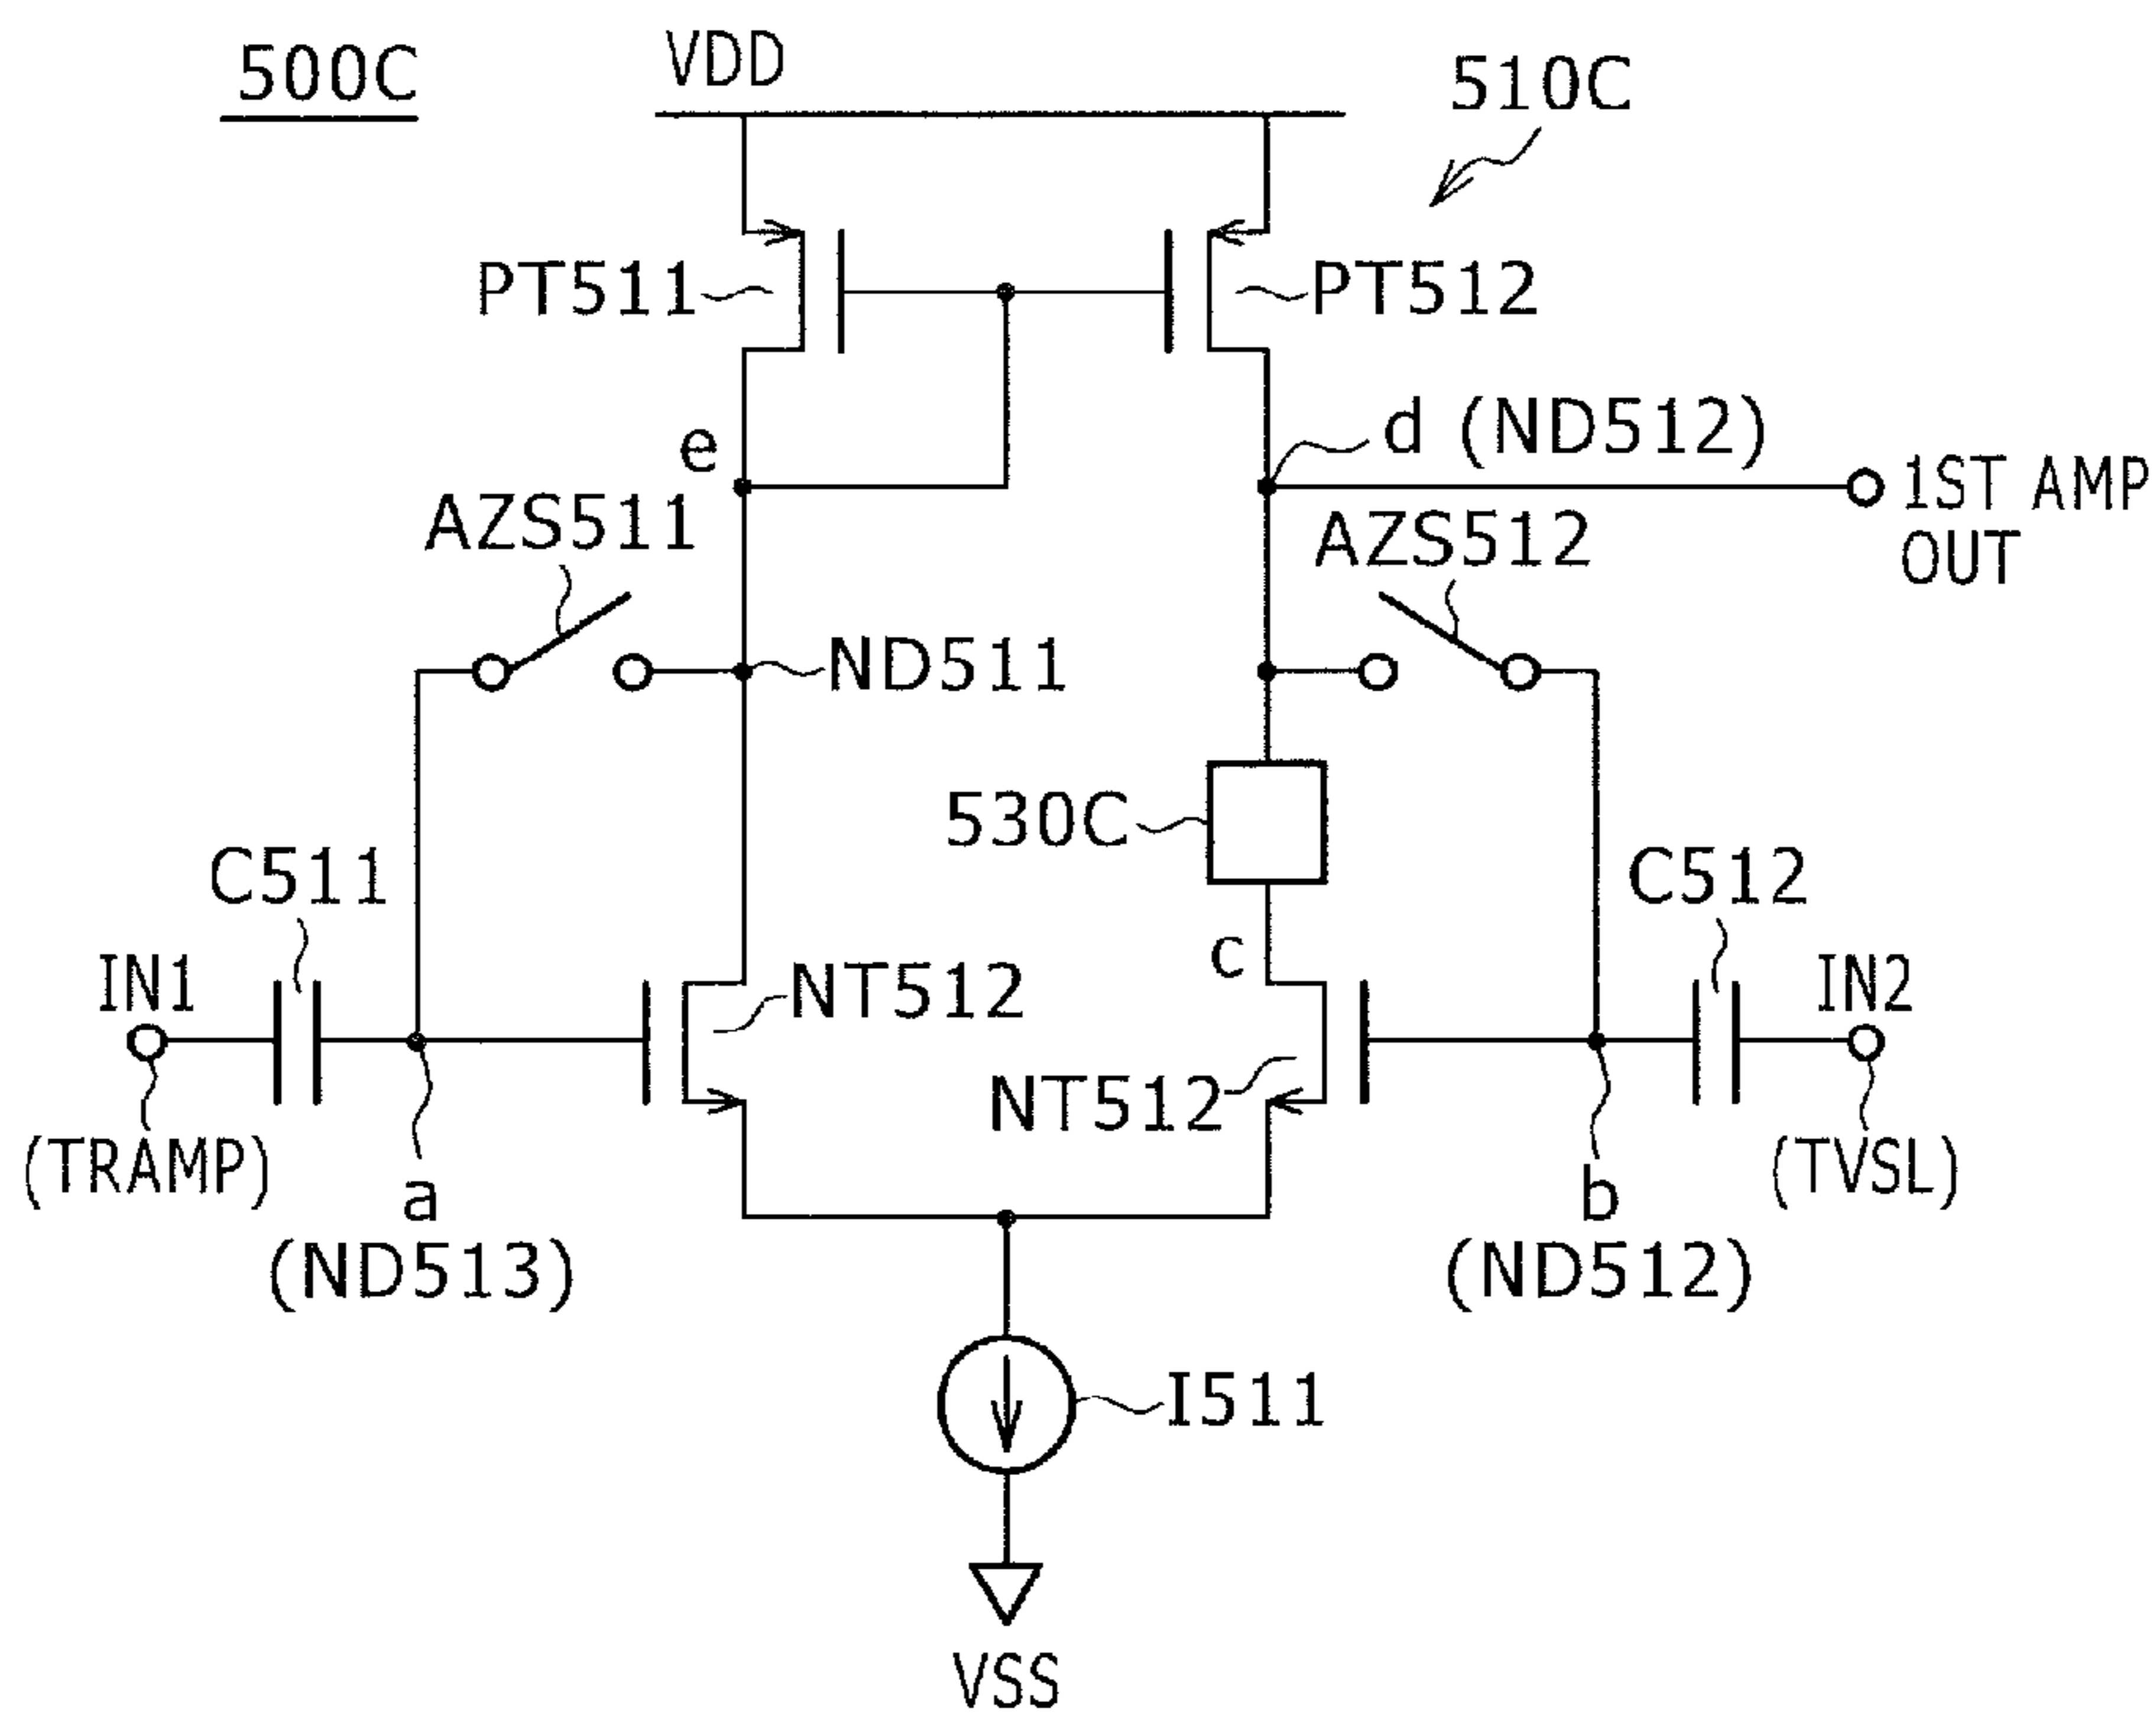 500C
VDD
510C
PT511
PT512
e
d (ND512)
1ST AMP
OUT
AZS511
AZS512
ND511
530C
C511
C512
c
IN1
NT512
IN2
NT512
(TRAMP)
(TVSL)
a
(ND513)
b
(ND512)
I511
VSS